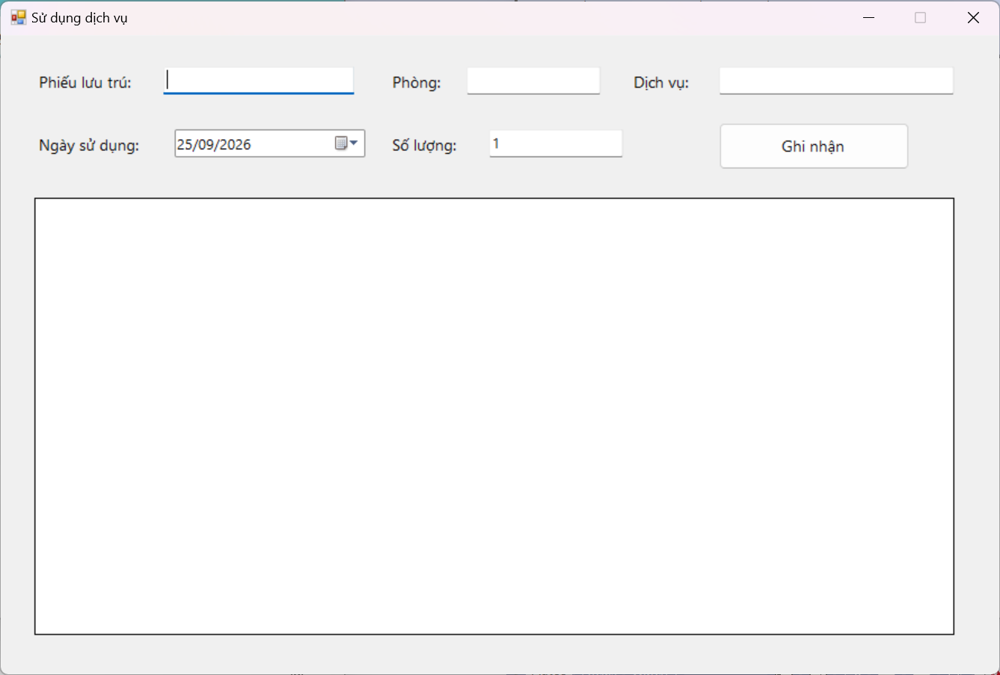 Sử dụng dịch vụ
Phiếu lưu trú: Phòng: Dịch vụ:
Ngày sử dụng: 25/09/2026 Số lượng: 1 Ghi nhận